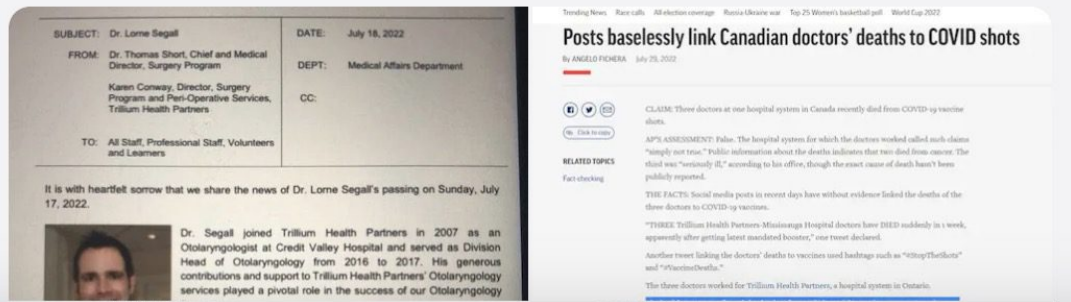 SUBJECT: Dr. Lorne Segall
DATE: July 18, 2022
FROM: Dr. Thomas Short, Chief and Medical
Director, Surgery Program
DEPT: Medical Affairs Department
Karen Conway, Director, Surgery
Program and Peri-Operative Services,
Trillium Health Partners
CC:
TO: All Staff, Professional Staff, Volunteers
and Learners
It is with heartfelt sorrow that we share the news of Dr. Lorne Segall's passing on Sunday, July
17, 2022.
Dr. Segall joined Trillium Health Partners in 2007 as an
Otolaryngologist at Credit Valley Hospital and served as Division
Head of Otolaryngology from 2016 to 2017. His generous
contributions and support to Trillium Health Partners' Otolaryngology
services played a pivotal role in the success of our Otolaryngology
Trending News Race calls All election coverage Russia-Ukraine war Top 25 Women's basketball poll World Cup 2022
Posts baselessly link Canadian doctors' deaths to COVID shots
By ANGELO FICHERA July 29, 2022
Click to copy
RELATED TOPICS
Fact-checking
CLAIM: Three doctors at one hospital system in Canada recently died from COVID-19 vaccine
shots.
AP'S ASSESSMENT: False. The hospital system for which the doctors worked called such claims
"simply not true." Public information about the deaths indicates that two died from cancer. The
third was "seriously ill," according to his office, though the exact cause of death hasn't been
publicly reported.
THE FACTS: Social media posts in recent days have without evidence linked the deaths of the
three doctors to COVID-19 vaccines.
"THREE Trillium Health Partners-Mississauga Hospital doctors have DIED suddenly in 1 week,
apparently after getting latest mandated booster," one tweet declared.
Another tweet linking the doctors' deaths to vaccines used hashtags such as "#StopTheShots"
and "#VaccineDeaths."
The three doctors worked for Trillium Health Partners, a hospital system in Ontario.